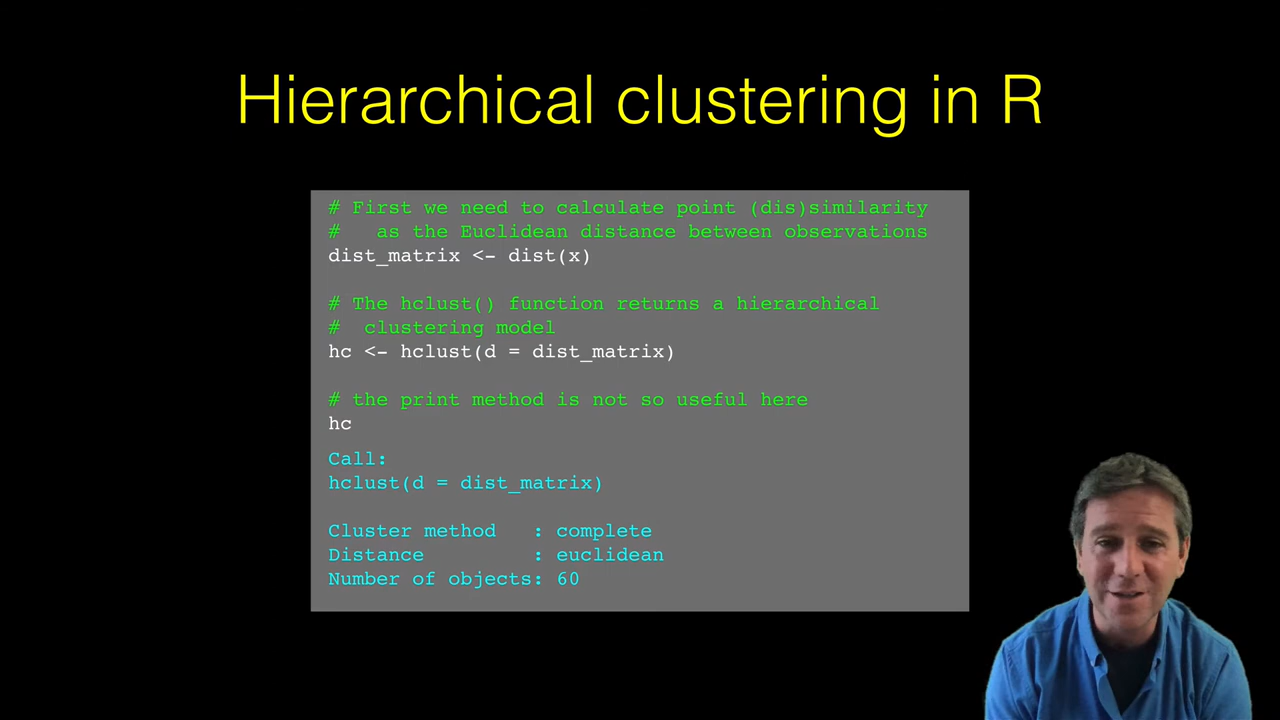 Hierarchical clustering in R
# First we need to calculate point (dis)similarity
#   as the Euclidean distance between observations
dist_matrix <- dist(x)
# The hclust() function returns a hierarchical
#  clustering model
hc <- hclust(d = dist_matrix)
# the print method is not so useful here
hc
Call:
hclust(d = dist_matrix)
Cluster method   : complete
Distance         : euclidean
Number of objects: 60